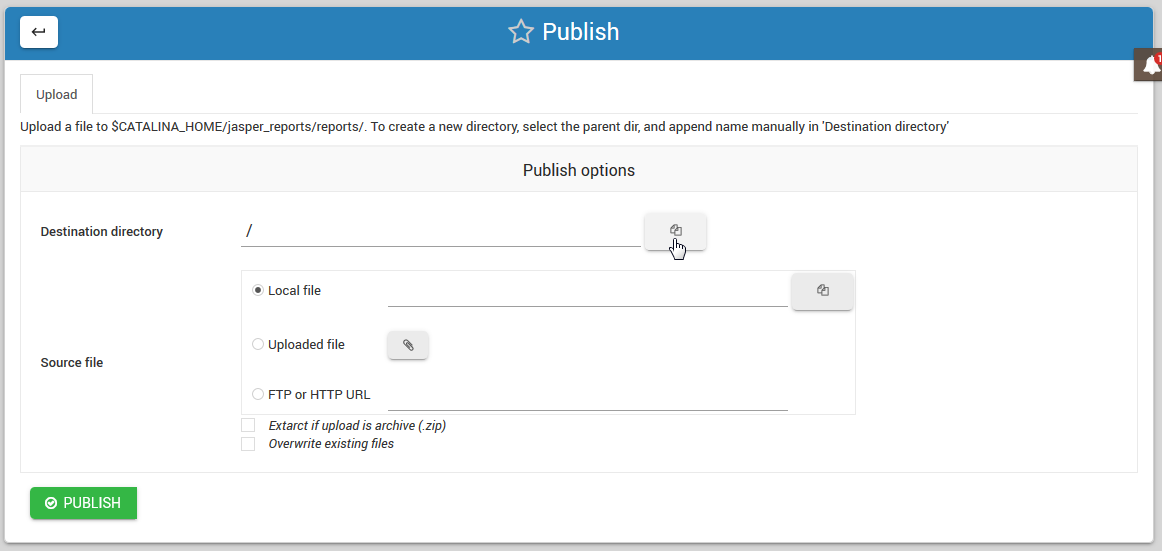 Publish
1
Upload
Upload a file to $CATALINA_HOME/jasper_reports/reports/. To create a new directory, select the parent dir, and append name manually in 'Destination directory'
Publish options
Destination directory /
Local file
Uploaded file
Source file
FTP or HTTP URL
Extarct if upload is archive (.zip)
Overwrite existing files
PUBLISH